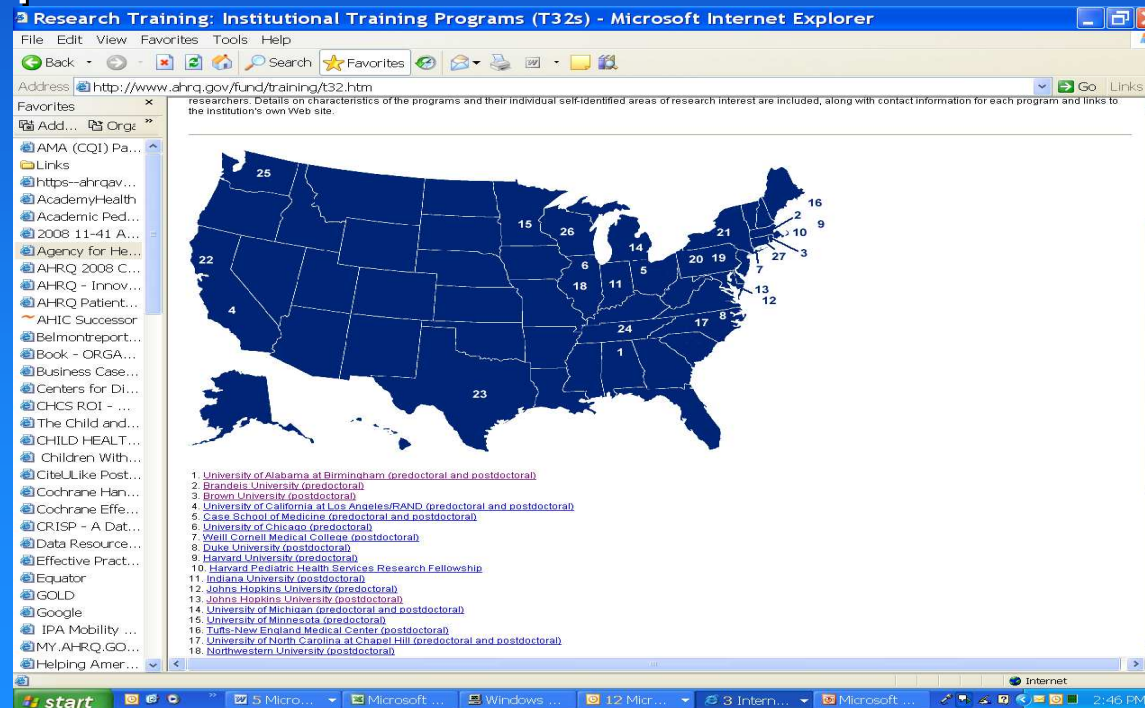 Research Training: Institutional Training Programs (T32s) - Microsoft Internet Explorer
File Edit View Favorites Tools Help
Back Search Favorites
Address http://www.ahrq.gov/fund/training/t32.htm Go Links
Favorites
Add... Orga
AMA (CQI) Pa...
Links
https--ahrqav...
AcademyHealth
Academic Ped...
2008 11-41 A...
Agency for He...
AHRQ 2008 C...
AHRQ - Innov...
AHRQ Patient...
AHIC Successor
Belmontreport...
Book - ORGA...
Business Case...
Centers for Di...
CHCS ROI - ...
The Child and...
CHILD HEALT...
Children With...
CiteULike Post...
Cochrane Han...
Cochrane Effe...
CRISP - A Dat...
Data Resource...
Effective Pract...
Equator
GOLD
Google
IPA Mobility ...
MY.AHRQ.GO...
Helping Amer...
researchers. Details on characteristics of the programs and their individual self-identified areas of research interest are included, along with contact information for each program and links to
the institution's own Web site.
25
16
15
26
21
2
9
10
14
22
6
5
20 19
27
3
7
18
11
13
12
4
8
17
24
1
23
1. University of Alabama at Birmingham (predoctoral and postdoctoral)
2. Brandeis University (predoctoral)
3. Brown University (postdoctoral)
4. University of California at Los Angeles/RAND (predoctoral and postdoctoral)
5. Case School of Medicine (predoctoral and postdoctoral)
6. University of Chicago (predoctoral)
7. Weill Cornell Medical College (postdoctoral)
8. Duke University (postdoctoral)
9. Harvard University (predoctoral)
10. Harvard Pediatric Health Services Research Fellowship
11. Indiana University (postdoctoral)
12. Johns Hopkins University (predoctoral)
13. Johns Hopkins University (postdoctoral)
14. University of Michigan (predoctoral and postdoctoral)
15. University of Minnesota (predoctoral)
16. Tufts-New England Medical Center (postdoctoral)
17. University of North Carolina at Chapel Hill (predoctoral and postdoctoral)
18. Northwestern University (postdoctoral)
Internet
start 5 Micro... Microsoft ... Windows ... 12 Micr... 3 Intern... Microsoft ... 2:46 PM